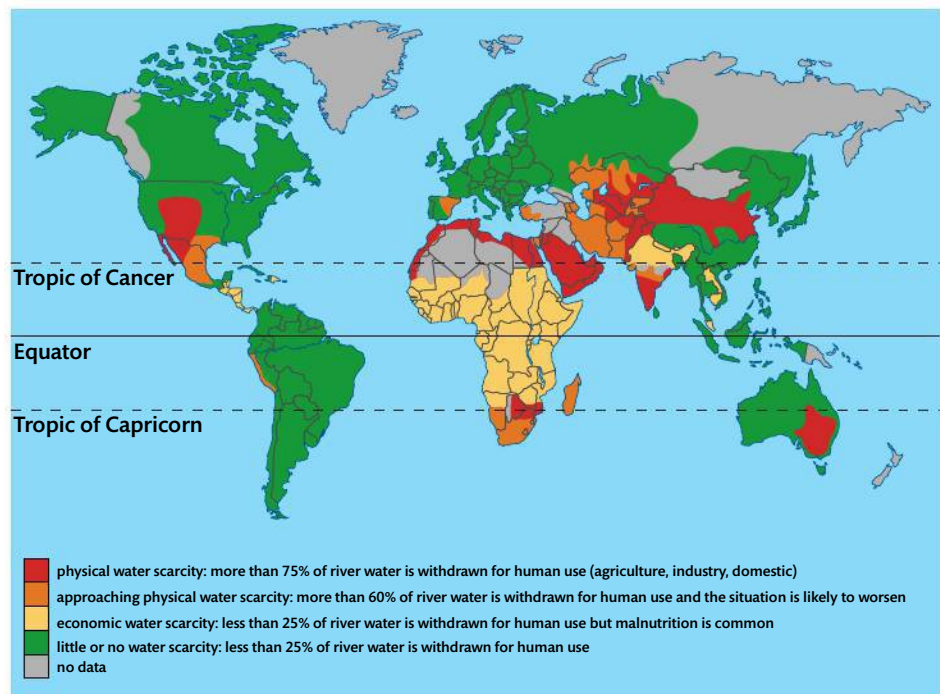 Tropic of Cancer
Equator
Tropic of Capricorn
physical water scarcity: more than 75% of river water is withdrawn for human use (agriculture, industry, domestic)
approaching physical water scarcity: more than 60% of river water is withdrawn for human use and the situation is likely to worsen
economic water scarcity: less than 25% of river water is withdrawn for human use but malnutrition is common
little or no water scarcity: less than 25% of river water is withdrawn for human use
no data